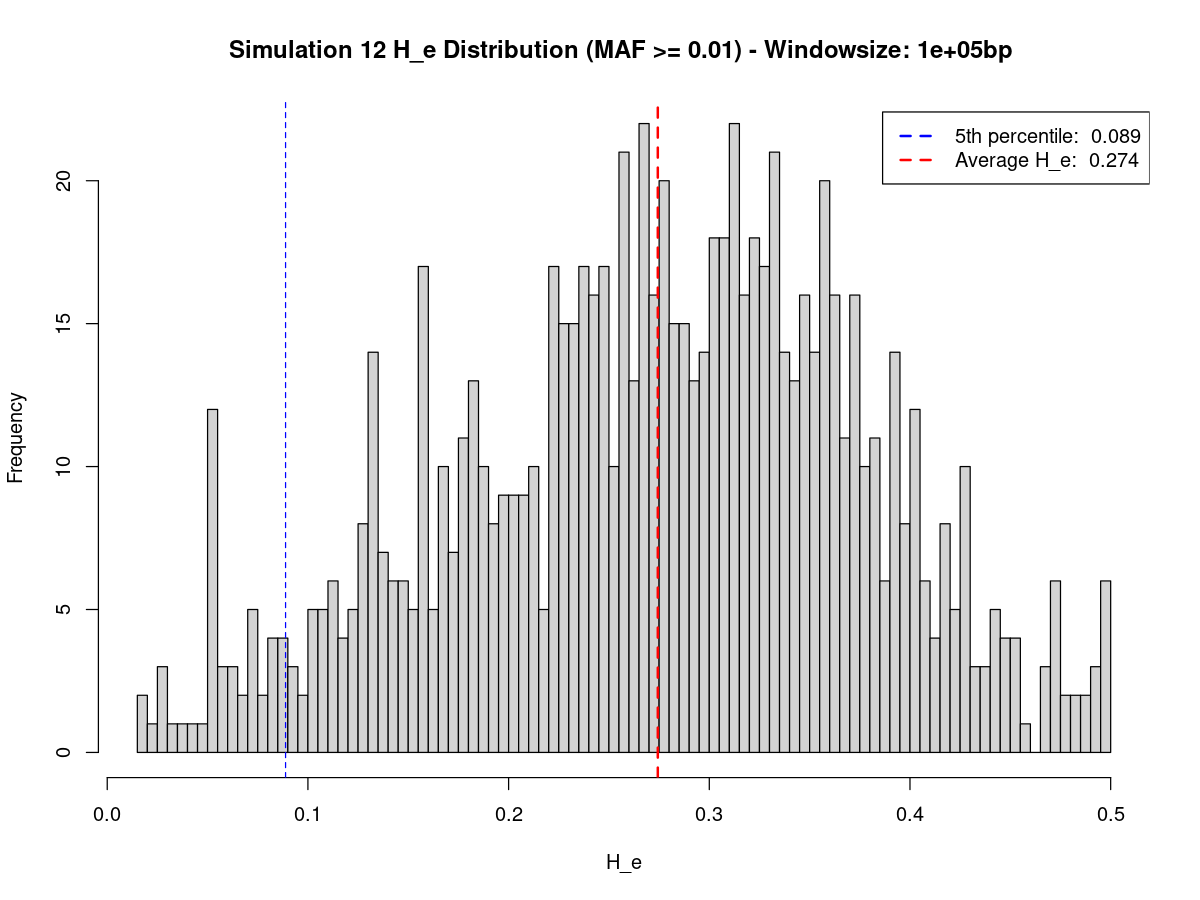 Simulation 12 H_e Distribution (MAF >= 0.01) - Windowsize: 1e+05bp
5th percentile: 0.089
Average H_e: 0.274
Frequency
20
15
10
5
0
0.0 0.1 0.2 0.3 0.4 0.5
H_e